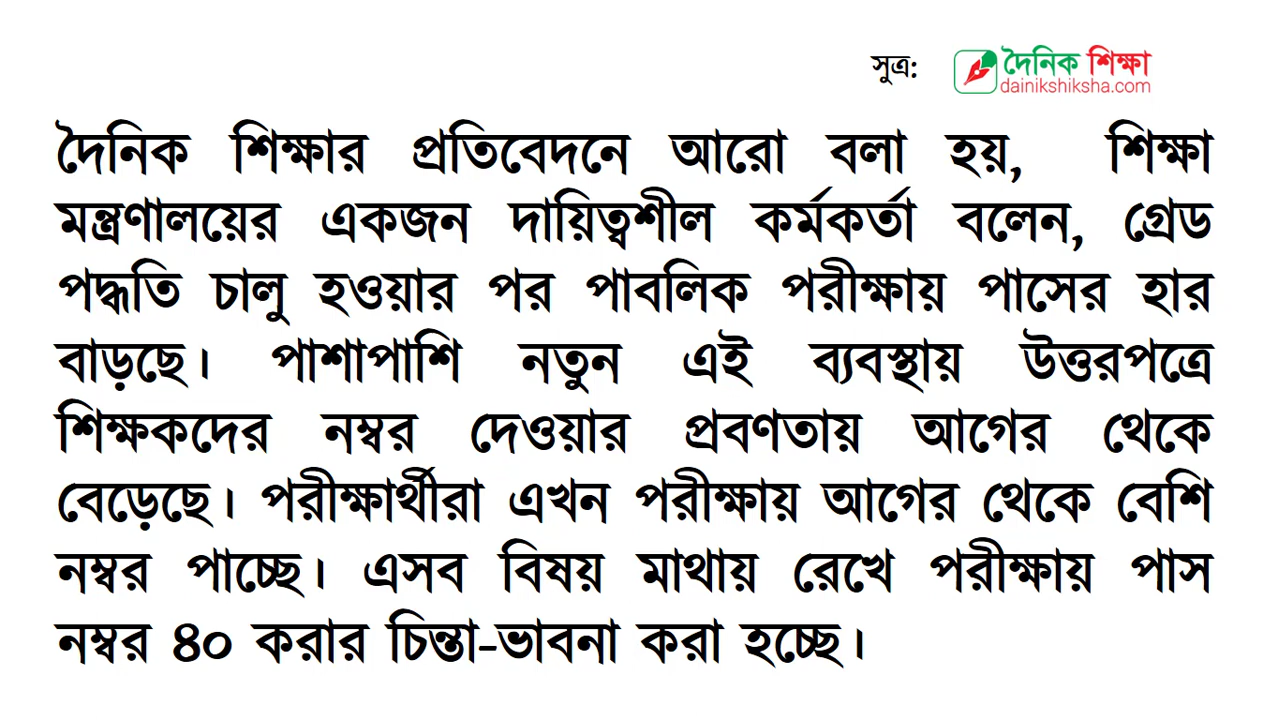 সুত্র:
দৈনিক শিক্ষা
dainikshiksha.com
দৈনিক শিক্ষার প্রতিবেদনে আরো বলা হয়, শিক্ষা
মন্ত্রণালয়ের একজন দায়িত্বশীল কর্মকর্তা বলেন, গ্রেড
পদ্ধতি চালু হওয়ার পর পাবলিক পরীক্ষায় পাসের হার
বাড়ছে। পাশাপাশি নতুন এই ব্যবস্থায় উত্তরপত্রে
শিক্ষকদের নম্বর দেওয়ার প্রবণতায় আগের থেকে
বেড়েছে। পরীক্ষার্থীরা এখন পরীক্ষায় আগের থেকে বেশি
নম্বর পাচ্ছে। এসব বিষয় মাথায় রেখে পরীক্ষায় পাস
নম্বর ৪০ করার চিন্তা-ভাবনা করা হচ্ছে।